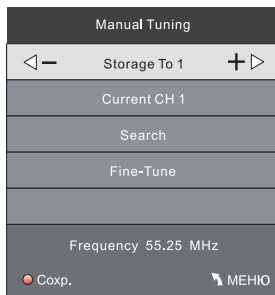 Manual Tuning
Storage To 1
Current CH 1
Search
Fine-Tune
Frequency 55.25 MHz
Сохр. МЕНЮ